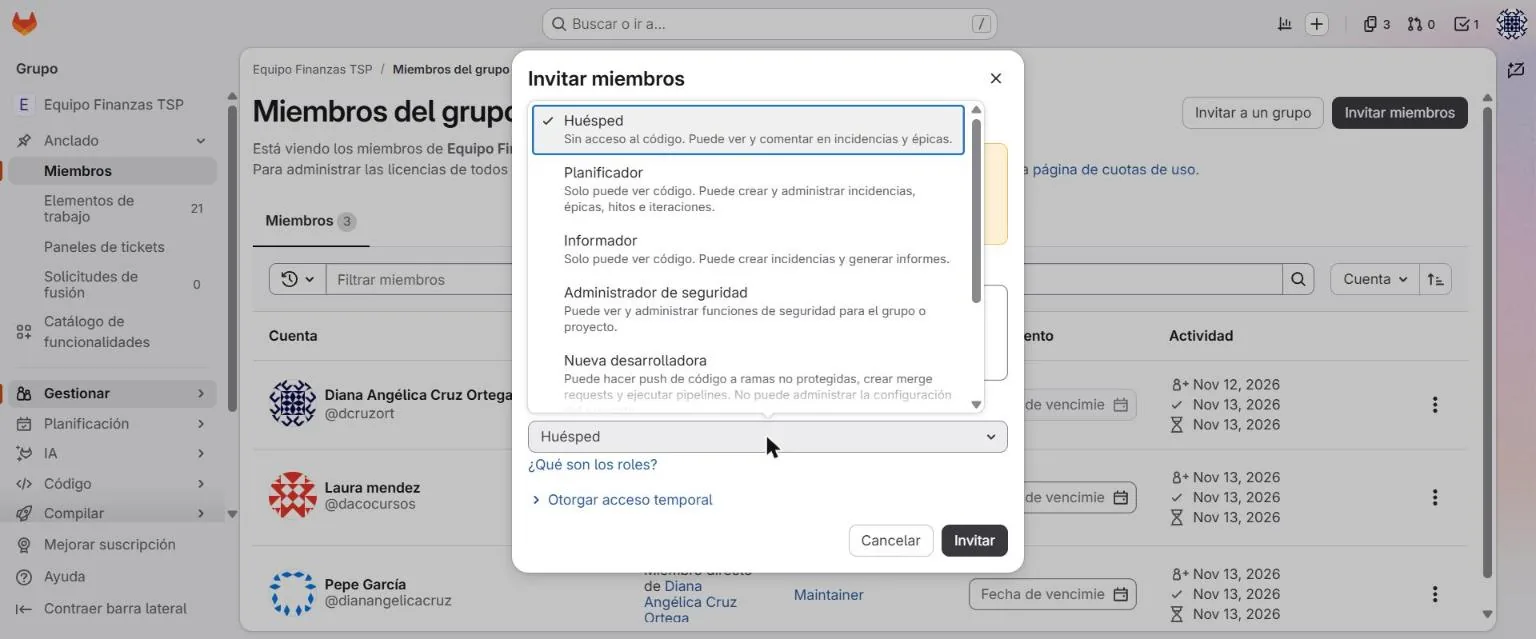 Buscar o ir a...
/
3
0
1
Grupo
E Equipo Finanzas TSP
Anclado
Miembros
Elementos de trabajo
21
Paneles de tickets
Solicitudes de fusión
0
Catálogo de funcionalidades
Gestionar
Planificación
IA
Código
Compilar
Mejorar suscripción
Ayuda
Contraer barra lateral
Equipo Finanzas TSP / Miembros del grupo
Miembros del grupo
Invitar a un grupo
Invitar miembros
Está viendo los miembros de Equipo Fi
Para administrar las licencias de todos
página de cuotas de uso.
Miembros 3
Filtrar miembros
Cuenta
Cuenta
ento
Actividad
Diana Angélica Cruz Ortega
@dcruzort
de vencimie
Nov 12, 2026
Nov 13, 2026
Nov 13, 2026
Laura mendez
@dacocursos
de vencimie
Nov 13, 2026
Nov 13, 2026
Nov 13, 2026
Pepe García
@dianangelicacruz
de Diana
Angélica Cruz
Ortega
Maintainer
Fecha de vencimie
Nov 13, 2026
Nov 13, 2026
Nov 13, 2026
Invitar miembros
Huésped
Sin acceso al código. Puede ver y comentar en incidencias y épicas.
Planificador
Solo puede ver código. Puede crear y administrar incidencias,
épicas, hitos e iteraciones.
Informador
Solo puede ver código. Puede crear incidencias y generar informes.
Administrador de seguridad
Puede ver y administrar funciones de seguridad para el grupo o
proyecto.
Nueva desarrolladora
Puede hacer push de código a ramas no protegidas, crear merge
requests y ejecutar pipelines. No puede administrar la configuración
Huésped
¿Qué son los roles?
Otorgar acceso temporal
Cancelar
Invitar